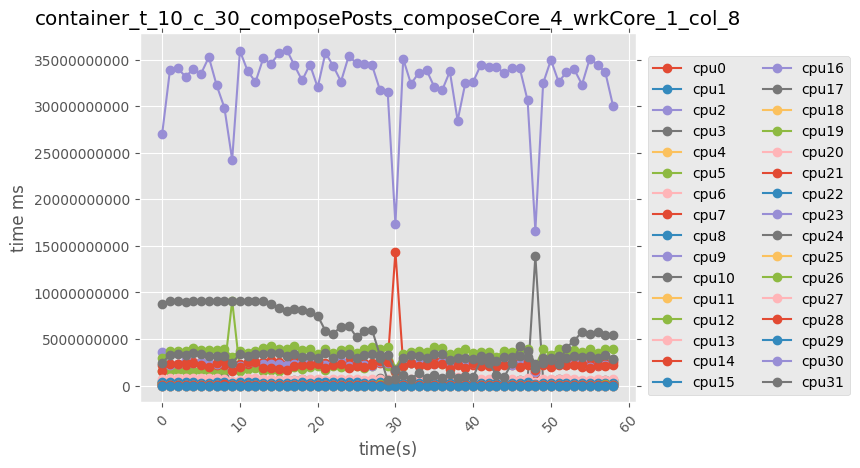 container_t_10_c_30_composePosts_composeCore_4_wrkCore_1_col_8
35000000000
30000000000
25000000000
20000000000
15000000000
10000000000
5000000000
0
time ms
0 10 20 30 40 50 60
time(s)
cpu0 cpu16
cpu1 cpu17
cpu2 cpu18
cpu3 cpu19
cpu4 cpu20
cpu5 cpu21
cpu6 cpu22
cpu7 cpu23
cpu8 cpu24
cpu9 cpu25
cpu10 cpu26
cpu11 cpu27
cpu12 cpu28
cpu13 cpu29
cpu14 cpu30
cpu15 cpu31